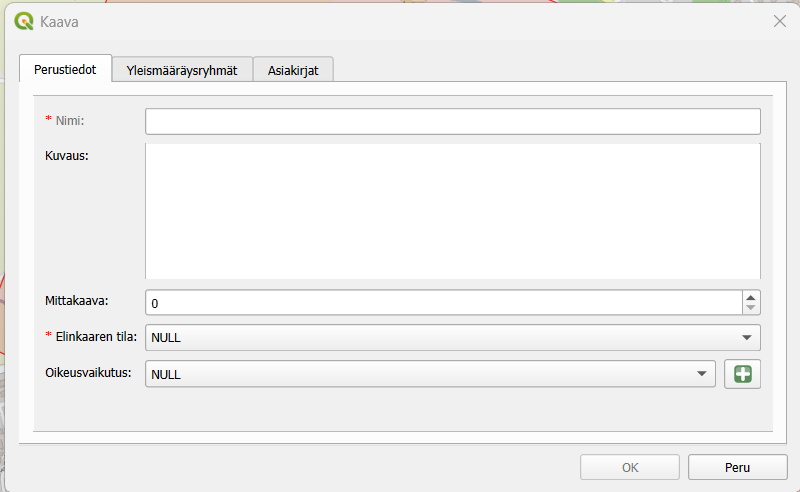 Kaava
Perustiedot Yleismääräysryhmät Asiakirjat
* Nimi:
Kuvaus:
Mittakaava: 0
* Elinkaaren tila: NULL
Oikeusvaikutus: NULL
OK Peru